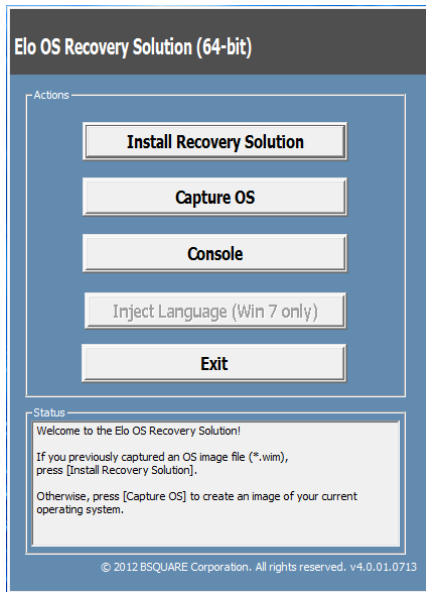 Elo OS Recovery Solution (64-bit)
Actions
Install Recovery Solution
Capture OS
Console
Inject Language (Win 7 only)
Exit
Status
Welcome to the Elo OS Recovery Solution!
If you previously captured an OS image file (*.wim),
press [Install Recovery Solution].
Otherwise, press [Capture OS] to create an image of your current
operating system.
© 2012 BSQUARE Corporation. All rights reserved. v4.0.01.0713